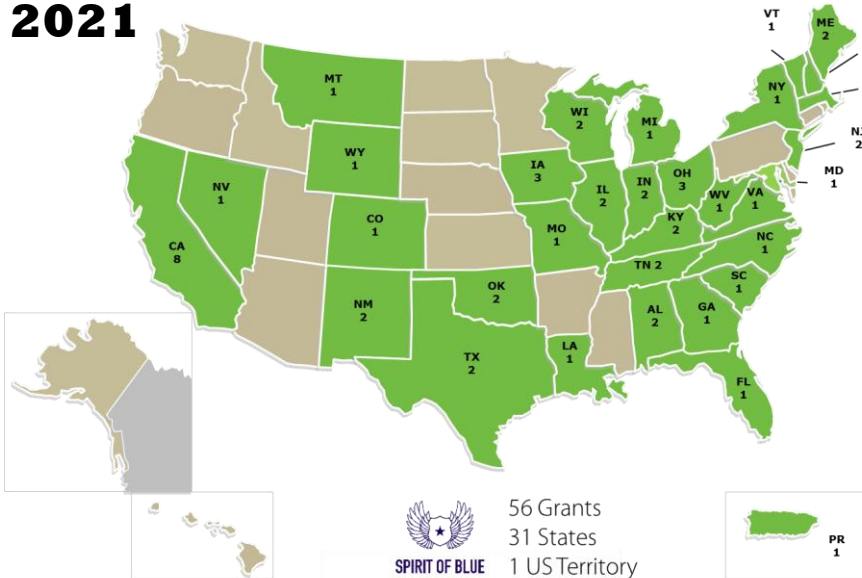 2021
VT
1
ME
2
MT
1
NY
1
WI
2
MI
1
WY
1
NJ
2
IA
3
OH
3
MD
1
NV
1
IL
2
IN
2
WV
1
VA
1
CO
1
KY
2
MO
1
CA
8
NC
1
TN 2
SC
1
OK
2
NM
2
AL
2
GA
1
LA
1
TX
2
FL
1
56 Grants
31 States
SPIRIT OF BLUE
1 US Territory
PR
1